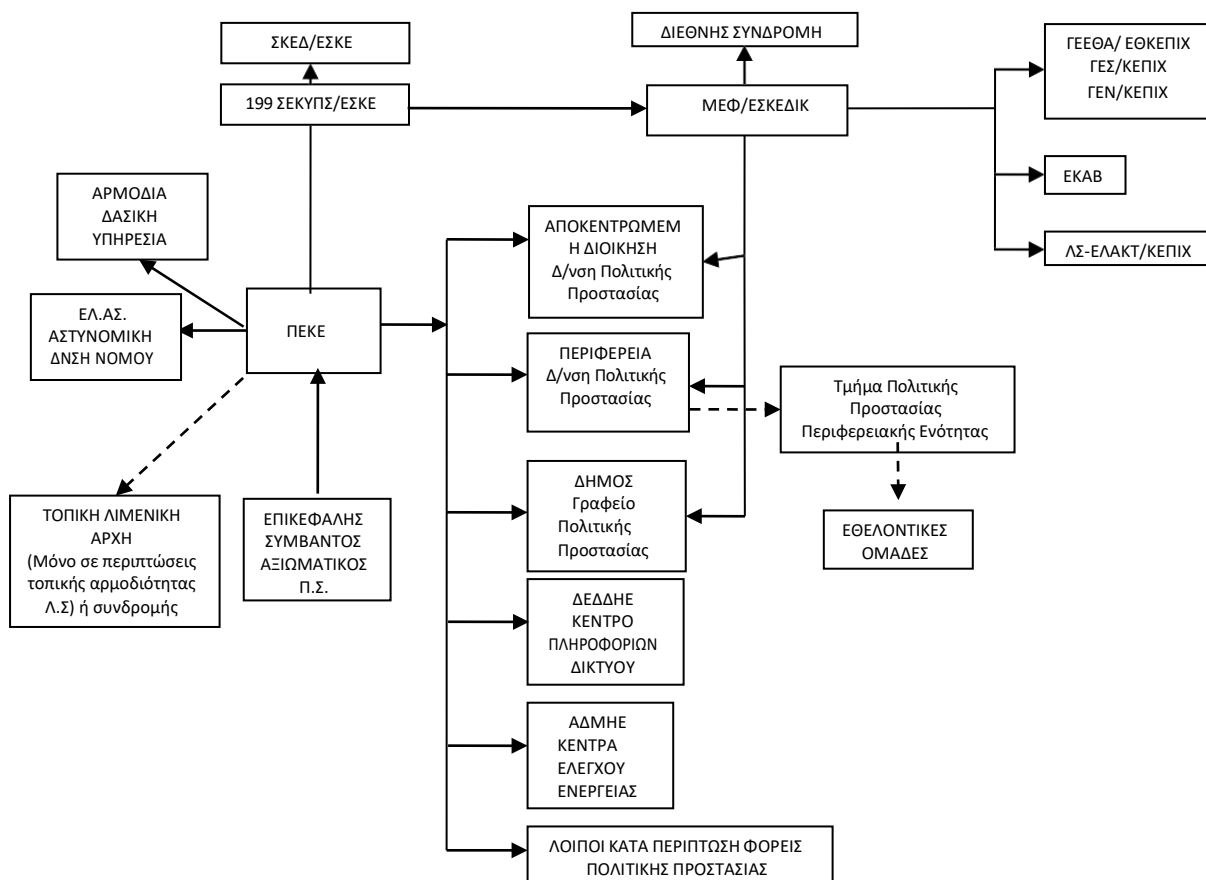 ΣΚΕΔ/ΕΣΚΕ
ΔΙΕΘΝΗΣ ΣΥΝΔΡΟΜΗ
ΓΕΕΘΑ/ ΕΘΚΕΠΙΧ
ΓΕΣ/ΚΕΠΙΧ
ΓΕΝ/ΚΕΠΙΧ
199 ΣΕΚΥΠΣ/ΕΣΚΕ
ΜΕΦ/ΕΣΚΕΔΙΚ
ΕΚΑΒ
ΛΣ-ΕΛΑΚΤ/ΚΕΠΙΧ
ΑΡΜΟΔΙΑ
ΔΑΣΙΚΗ
ΥΠΗΡΕΣΙΑ
ΑΠΟΚΕΝΤΡΩΜΕΜ
Η ΔΙΟΙΚΗΣΗ
Δ/νση Πολιτικής
Προστασίας
ΕΛ.ΑΣ.
ΑΣΤΥΝΟΜΙΚΗ
ΔΝΣΗ ΝΟΜΟΥ
ΠΕΚΕ
ΠΕΡΙΦΕΡΕΙΑ
Δ/νση Πολιτικής
Προστασίας
Τμήμα Πολιτικής
Προστασίας
Περιφερειακής Ενότητας
ΤΟΠΙΚΗ ΛΙΜΕΝΙΚΗ
ΑΡΧΗ
(Μόνο σε περιπτώσεις
τοπικής αρμοδιότητας
Λ.Σ) ή συνδρομής
ΕΠΙΚΕΦΑΛΗΣ
ΣΥΜΒΑΝΤΟΣ
ΑΞΙΩΜΑΤΙΚΟΣ
Π.Σ.
ΔΗΜΟΣ
Γραφείο
Πολιτικής
Προστασίας
ΕΘΕΛΟΝΤΙΚΕΣ
ΟΜΑΔΕΣ
ΔΕΔΔΗΕ
ΚΕΝΤΡΟ
ΠΛΗΡΟΦΟΡΙΩΝ
ΔΙΚΤΥΟΥ
ΑΔΜΗΕ
ΚΕΝΤΡΑ
ΕΛΕΓΧΟΥ
ΕΝΕΡΓΕΙΑΣ
ΛΟΙΠΟΙ ΚΑΤΑ ΠΕΡΙΠΤΩΣΗ ΦΟΡΕΙΣ
ΠΟΛΙΤΙΚΗΣ ΠΡΟΣΤΑΣΙΑΣ